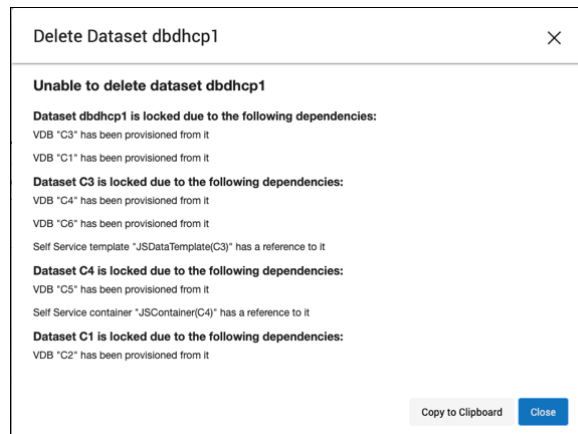 Delete Dataset dbdhcp1
Unable to delete dataset dbdhcp1
Dataset dbdhcp1 is locked due to the following dependencies:
VDB "C3" has been provisioned from it
VDB "C1" has been provisioned from it
Dataset C3 is locked due to the following dependencies:
VDB "C4" has been provisioned from it
VDB "C6" has been provisioned from it
Self Service template "JSDataTemplate(C3)" has a reference to it
Dataset C4 is locked due to the following dependencies:
VDB "C5" has been provisioned from it
Self Service container "JSContainer(C4)" has a reference to it
Dataset C1 is locked due to the following dependencies:
VDB "C2" has been provisioned from it
Copy to Clipboard
Close